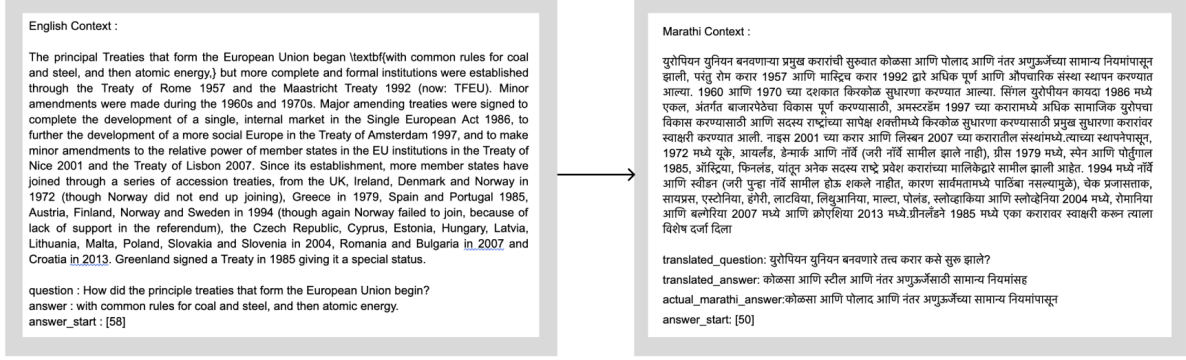 English Context :
The principal Treaties that form the European Union began \textbf{with common rules for coal
and steel, and then atomic energy,} but more complete and formal institutions were established
through the Treaty of Rome 1957 and the Maastricht Treaty 1992 (now: TFEU). Minor
amendments were made during the 1960s and 1970s. Major amending treaties were signed to
complete the development of a single, internal market in the Single European Act 1986, to
further the development of a more social Europe in the Treaty of Amsterdam 1997, and to make
minor amendments to the relative power of member states in the EU institutions in the Treaty of
Nice 2001 and the Treaty of Lisbon 2007. Since its establishment, more member states have
joined through a series of accession treaties, from the UK, Ireland, Denmark and Norway in
1972 (though Norway did not end up joining), Greece in 1979, Spain and Portugal 1985,
Austria, Finland, Norway and Sweden in 1994 (though again Norway failed to join, because of
lack of support in the referendum), the Czech Republic, Cyprus, Estonia, Hungary, Latvia,
Lithuania, Malta, Poland, Slovakia and Slovenia in 2004, Romania and Bulgaria in 2007 and
Croatia in 2013. Greenland signed a Treaty in 1985 giving it a special status.
question : How did the principle treaties that form the European Union begin?
answer : with common rules for coal and steel, and then atomic energy.
answer_start : [58]
Marathi Context :
युरोपियन युनियन बनवणाऱ्या प्रमुख करारांची सुरुवात कोळसा आणि पोलाद आणि नंतर अणुऊर्जेच्या सामान्य नियमांपासून
झाली, परंतु रोम करार 1957 आणि मास्ट्रिच करार 1992 द्वारे अधिक पूर्ण आणि औपचारिक संस्था स्थापन करण्यात
आल्या. 1960 आणि 1970 च्या दशकात किरकोळ सुधारणा करण्यात आल्या. सिंगल युरोपीयन कायदा 1986 मध्ये
एकल, अंतर्गत बाजारपेठेचा विकास पूर्ण करण्यासाठी, अमस्टरडॅम 1997 च्या करारामध्ये अधिक सामाजिक युरोपचा
विकास करण्यासाठी आणि सदस्य राष्ट्रांच्या सापेक्ष शक्तीमध्ये किरकोळ सुधारणा करण्यासाठी प्रमुख सुधारणा करारांवर
स्वाक्षरी करण्यात आली. नाइस 2001 च्या करार आणि लिस्बन 2007 च्या करारातील संस्थांमध्ये.त्याच्या स्थापनेपासून,
1972 मध्ये यूके, आयर्लंड, डेन्मार्क आणि नॉर्वे (जरी नॉर्वे सामील झाले नाही), ग्रीस 1979 मध्ये, स्पेन आणि पोर्तुगाल
1985, ऑस्ट्रिया, फिनलंड, यांतून अनेक सदस्य राष्ट्रे प्रवेश करारांच्या मालिकेद्वारे सामील झाली आहेत. 1994 मध्ये नॉर्वे
आणि स्वीडन (जरी पुन्हा नॉर्वे सामील होऊ शकले नाहीत, कारण सार्वमतामध्ये पाठिंबा नसल्यामुळे), चेक प्रजासत्ताक,
सायप्रस, एस्टोनिया, हंगेरी, लाटविया, लिथुआनिया, माल्टा, पोलंड, स्लोव्हाकिया आणि स्लोव्हेनिया 2004 मध्ये, रोमानिया
आणि बल्गेरिया 2007 मध्ये आणि क्रोएशिया 2013 मध्ये.ग्रीनलँडने 1985 मध्ये एका करारावर स्वाक्षरी करून त्याला
विशेष दर्जा दिला
translated_question: युरोपियन युनियन बनवणारे तत्त्व करार कसे सुरू झाले?
translated_answer: कोळसा आणि स्टील आणि नंतर अणुऊर्जेसाठी सामान्य नियमांसह
actual_marathi_answer:कोळसा आणि पोलाद आणि नंतर अणुऊर्जेच्या सामान्य नियमांपासून
answer_start: [50]